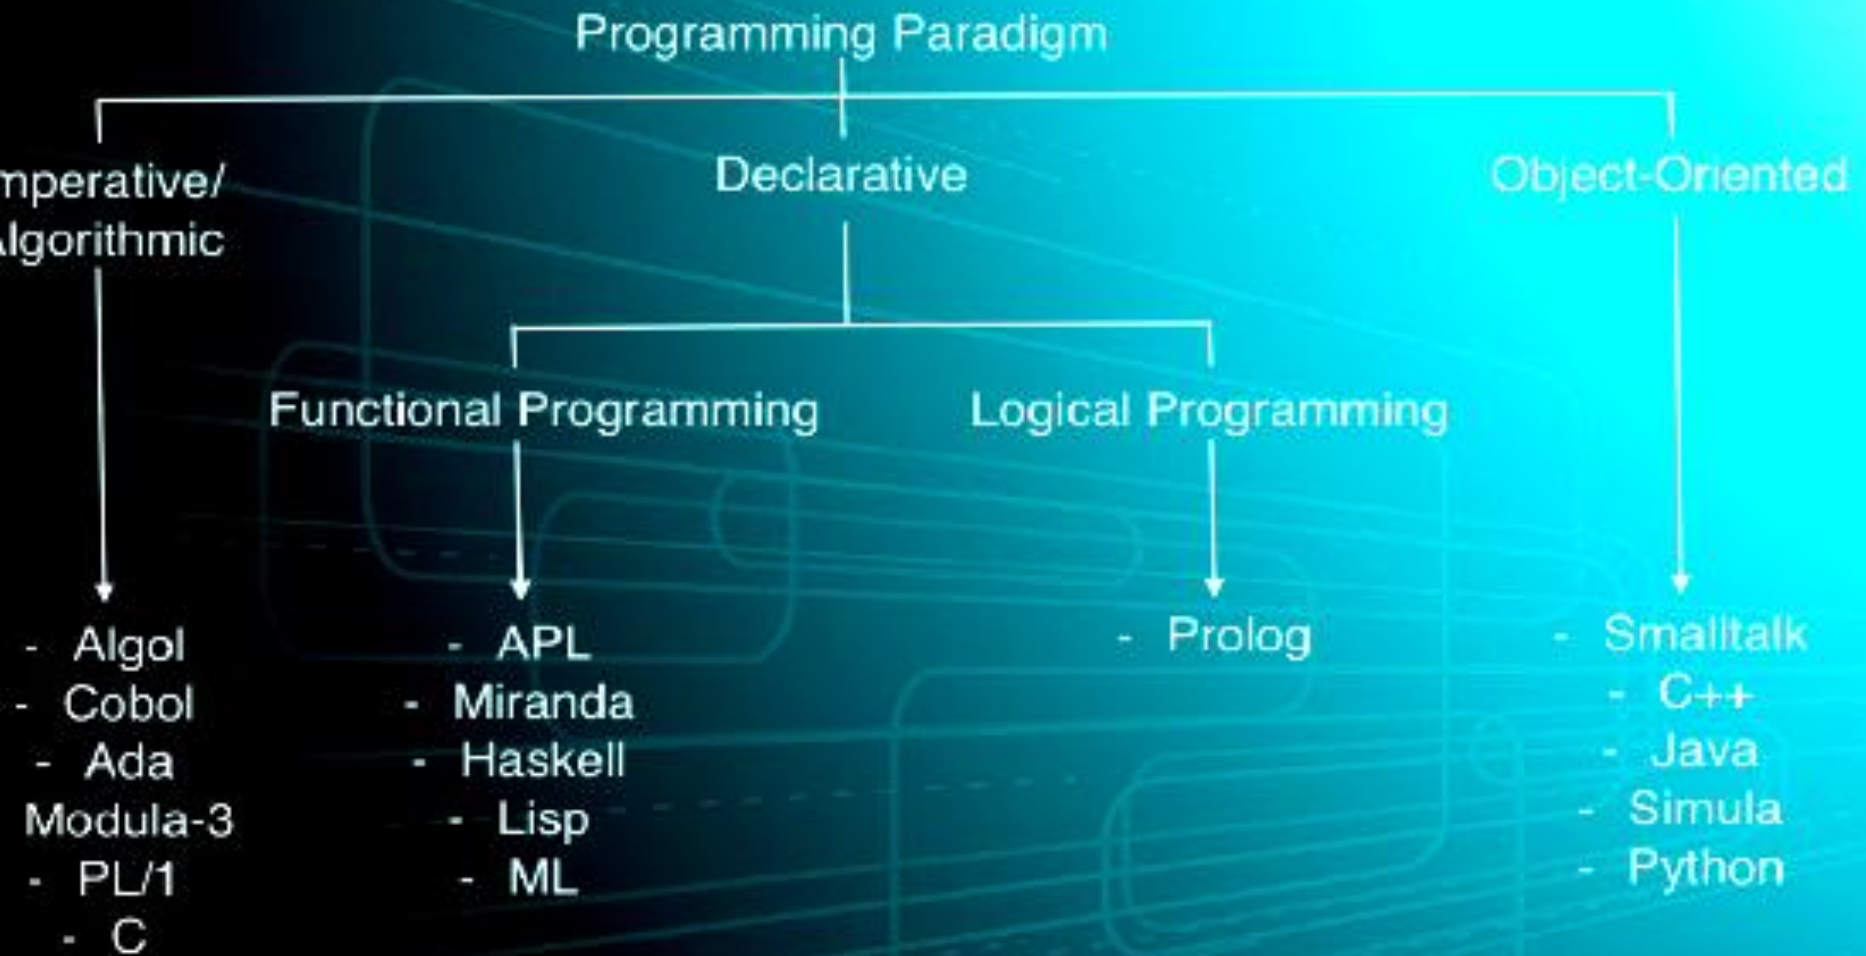 Programming Paradigm
mperative/
Algorithmic
Declarative
Object-Oriented
Functional Programming
Logical Programming
- Algol
- Cobol
- Ada
Modula-3
- PL/1
- C
- APL
- Miranda
- Haskell
- Lisp
- ML
- Prolog
- Smalltalk
- C++
- Java
- Simula
- Python